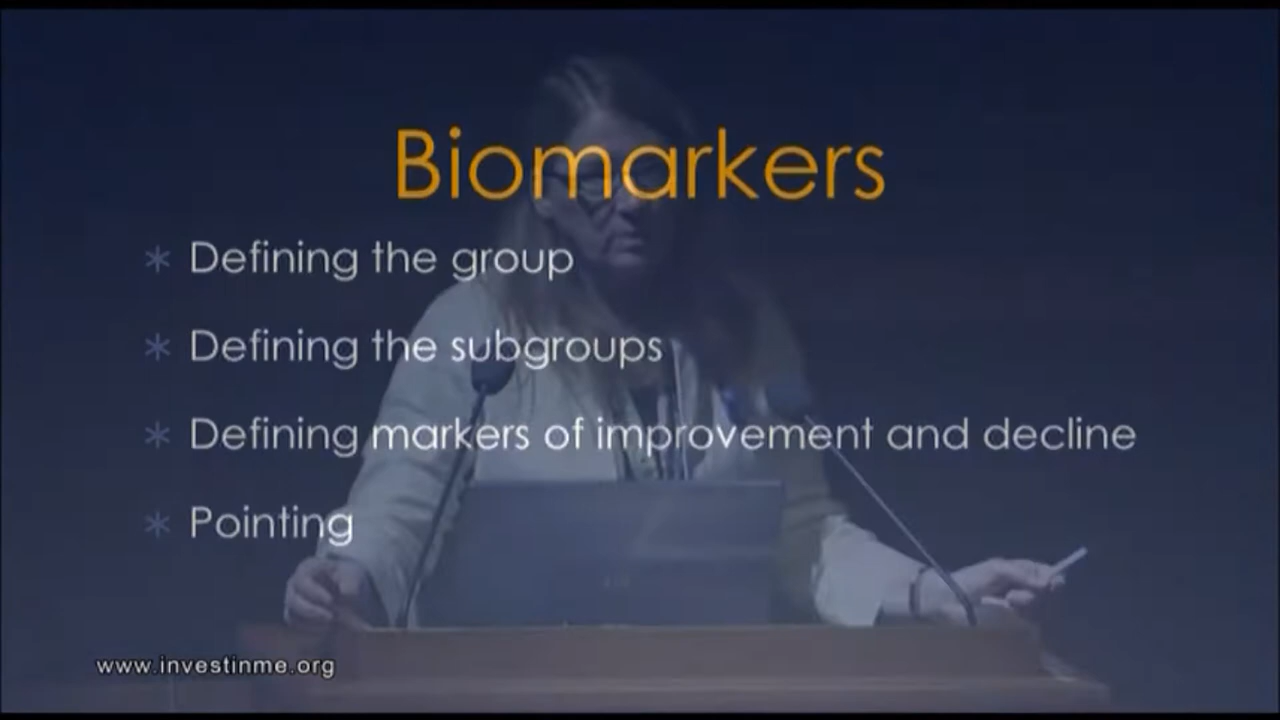 Biomarkers
* Defining the group
* Defining the subgroups
* Defining markers of improvement and decline
* Pointing
www.investinme.org